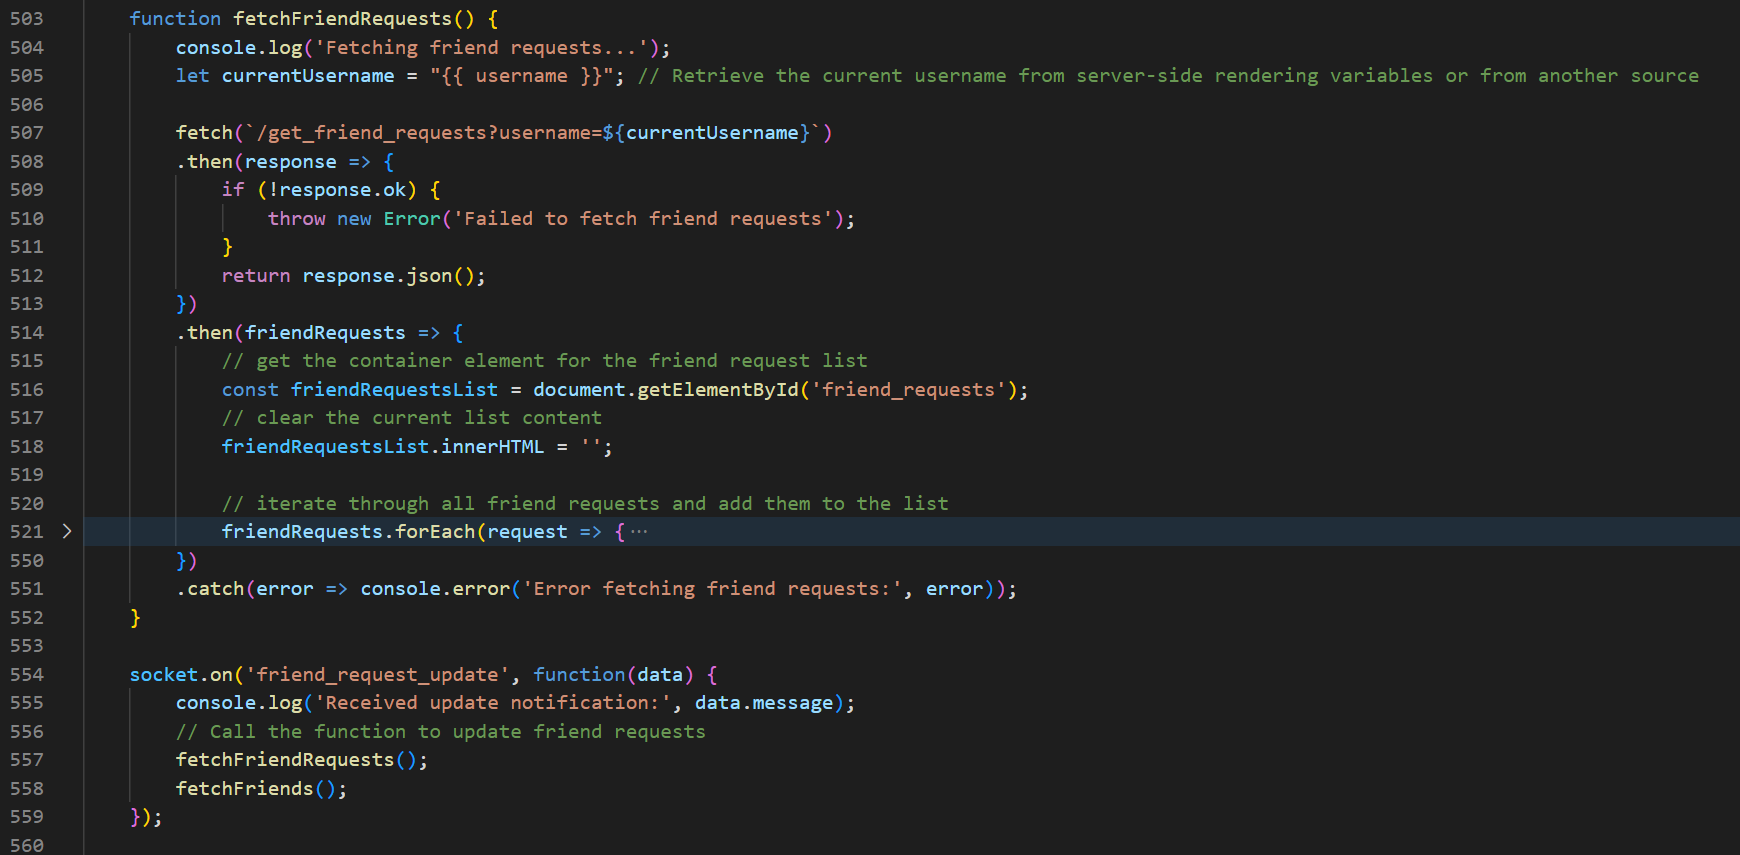 503 function fetchFriendRequests() {
504 console.log('Fetching friend requests...');
505 let currentUsername = "{{ username }}"; // Retrieve the current username from server-side rendering variables or from another source
506
507 fetch(`/get_friend_requests?username=${currentUsername}`)
508 .then(response => {
509 if (!response.ok) {
510 throw new Error('Failed to fetch friend requests');
511 }
512 return response.json();
513 })
514 .then(friendRequests => {
515 // get the container element for the friend request list
516 const friendRequestsList = document.getElementById('friend_requests');
517 // clear the current list content
518 friendRequestsList.innerHTML = '';
519
520 // iterate through all friend requests and add them to the list
521 friendRequests.forEach(request => {···
550 })
551 .catch(error => console.error('Error fetching friend requests:', error));
552 }
553
554 socket.on('friend_request_update', function(data) {
555 console.log('Received update notification:', data.message);
556 // Call the function to update friend requests
557 fetchFriendRequests();
558 fetchFriends();
559 });
560